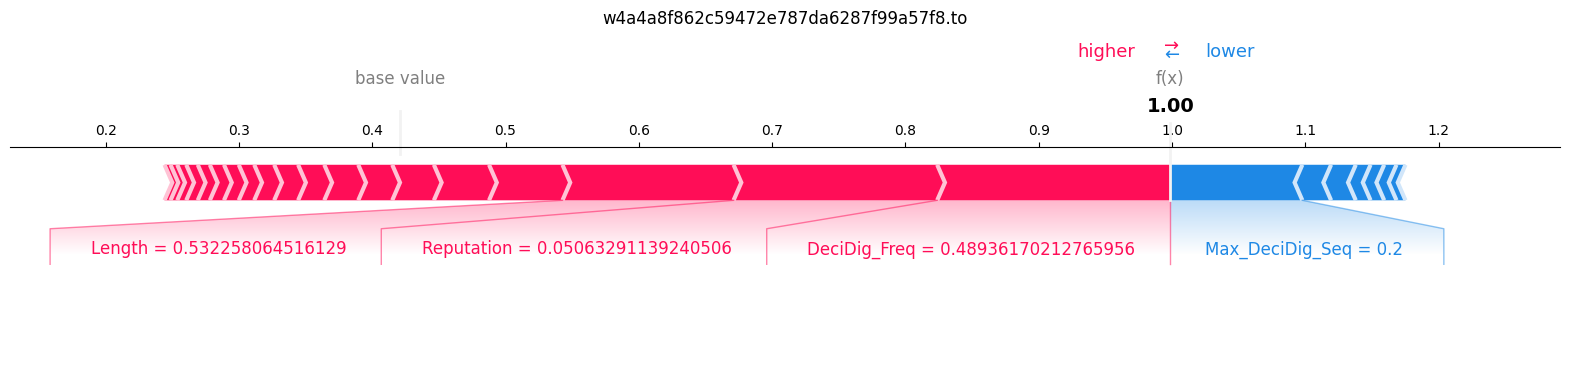 w4a4a8f862c59472e787da6287f99a57f8.to
higher → ← lower
base value f(x)
1.00
0.2 0.3 0.4 0.5 0.6 0.7 0.8 0.9 1.0 1.1 1.2
Length = 0.532258064516129 Reputation = 0.05063291139240506 DeciDig_Freq = 0.48936170212765956 Max_DeciDig_Seq = 0.2